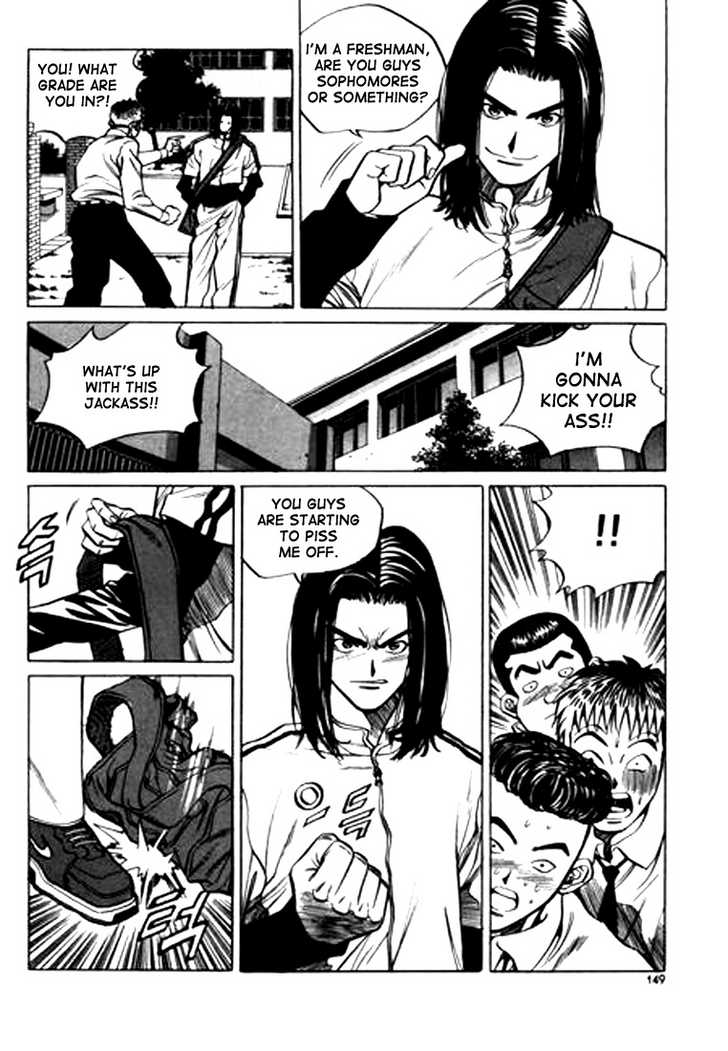 YOU! WHAT
GRADE ARE
YOU IN?!
I'M A FRESHMAN,
ARE YOU GUYS
SOPHOMORES
OR SOMETHING?
WHAT'S UP
WITH THIS
JACKASS!!
I'M
GONNA
KICK YOUR
ASS!!
YOU GUYS
ARE STARTING
TO PISS
ME OFF.
!!
149